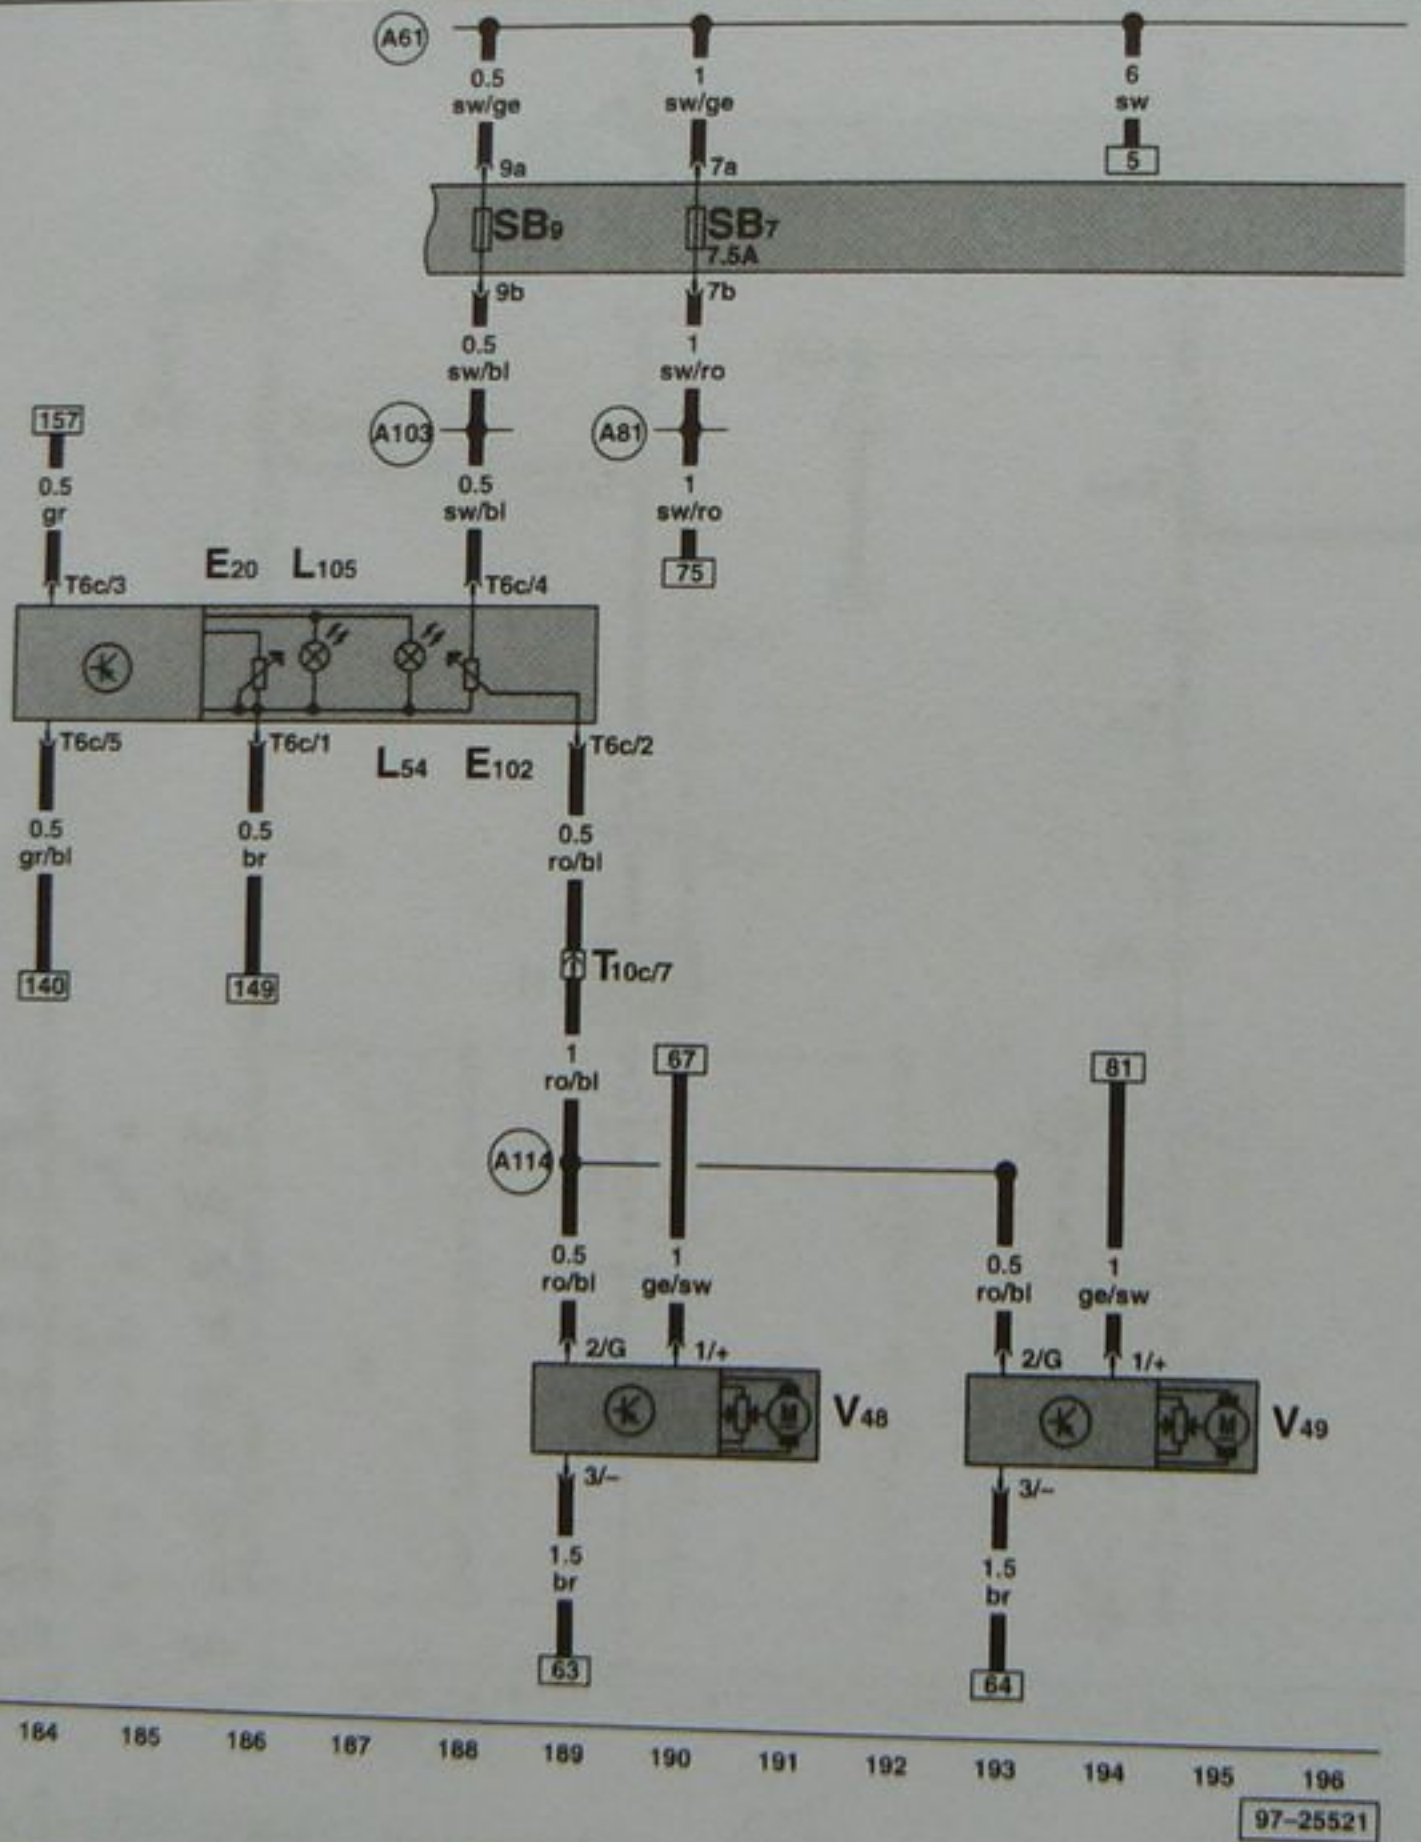 A61
0.5 1 6
sw/ge sw/ge sw
5
9a 7a
SB9 SB7
7.5A
9b 7b
0.5 1
sw/bl sw/ro
157
A103 A81
0.5 0.5 1
gr sw/bl sw/ro
75
E20 L105
T6c/3 T6c/4
T6c/5 T6c/1 T6c/2
L54 E102
0.5 0.5 0.5
gr/bl br ro/bl
140 149
T10c/7
1
ro/bl
67 81
A114
0.5 1 0.5 1
ro/bl ge/sw ro/bl ge/sw
2/G 1/+ 2/G 1/+
M V48 M V49
3/– 3/–
1.5 1.5
br br
63 64
184 185 186 187 188 189 190 191 192 193 194 195 196
97–25521